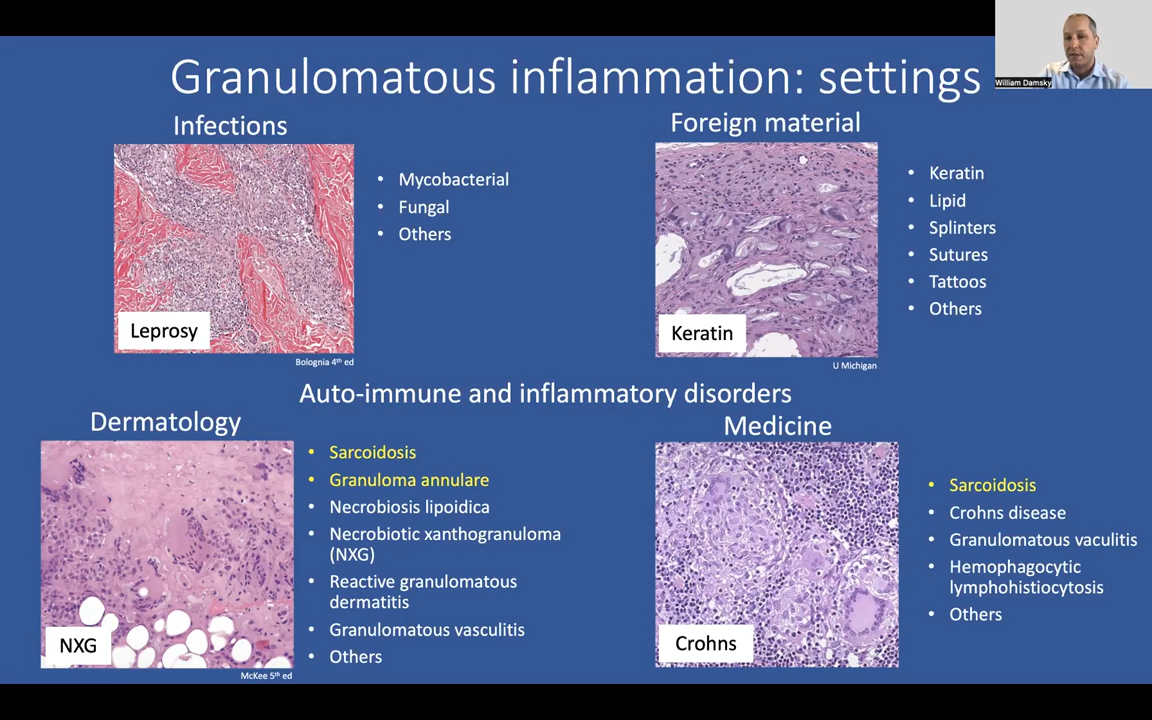 Granulomatous inflammation: settings
William Damsky
Infections
Leprosy
Bolognia 4th ed
• Mycobacterial
• Fungal
• Others
Foreign material
Keratin
U Michigan
• Keratin
• Lipid
• Splinters
• Sutures
• Tattoos
• Others
Auto-immune and inflammatory disorders
Dermatology
NXG
McKee 5th ed
• Sarcoidosis
• Granuloma annulare
• Necrobiosis lipoidica
• Necrobiotic xanthogranuloma
(NXG)
• Reactive granulomatous
dermatitis
• Granulomatous vasculitis
• Others
Medicine
Crohns
• Sarcoidosis
• Crohns disease
• Granulomatous vaculitis
• Hemophagocytic
lymphohistiocytosis
• Others